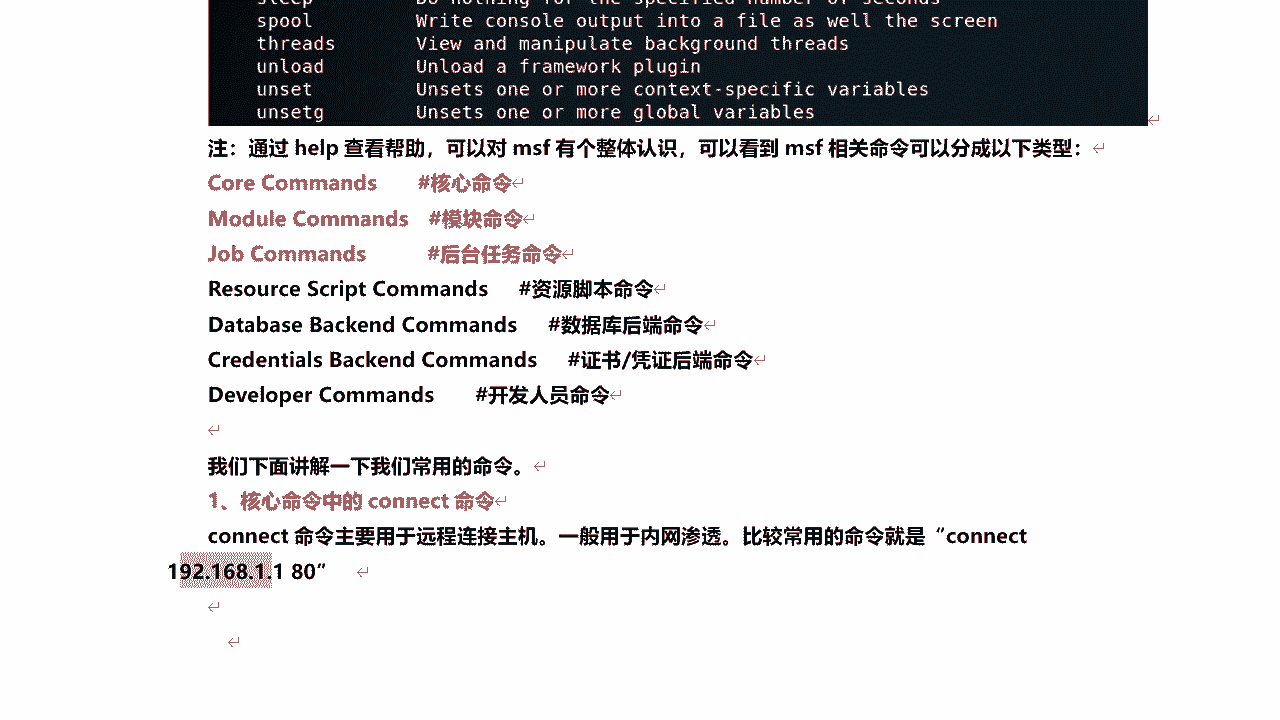 sleep Do nothing for the specified number of seconds
spool Write console output into a file as well the screen
threads View and manipulate background threads
unload Unload a framework plugin
unset Unsets one or more context-specific variables
unsetg Unsets one or more global variables
注：通过 help 查看帮助，可以对 msf 有个整体认识，可以看到 msf 相关命令可以分成以下类型：
Core Commands #核心命令
Module Commands #模块命令
Job Commands #后台任务命令
Resource Script Commands #资源脚本命令
Database Backend Commands #数据库后端命令
Credentials Backend Commands #证书/凭证后端命令
Developer Commands #开发人员命令
我们下面讲解一下我们常用的命令。
1、核心命令中的 connect 命令
connect 命令主要用于远程连接主机。一般用于内网渗透。比较常用的命令就是“connect
192.168.1.1 80”